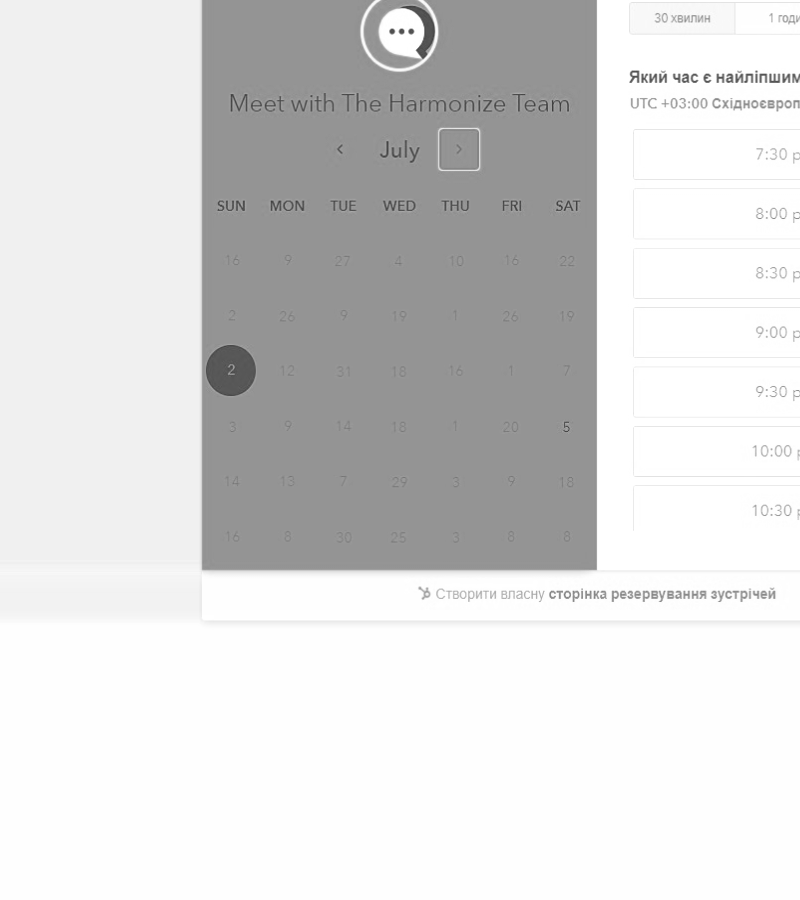 Meet with The Harmonize Team
July
SUN MON TUE WED THU FRI SAT
16 9 27 4 10 16 22
2 26 9 19 1 26 19
2 12 31 18 16 1 7
3 9 14 18 1 20 5
14 13 7 29 3 9 18
16 8 30 25 3 8 8
30 хвилин 1 годи
Який час є найліпшим
UTC +03:00 Східноєвроп
7:30 p
8:00 p
8:30 p
9:00 p
9:30 p
10:00 p
10:30 p
Створити власну сторінка резервування зустрічей